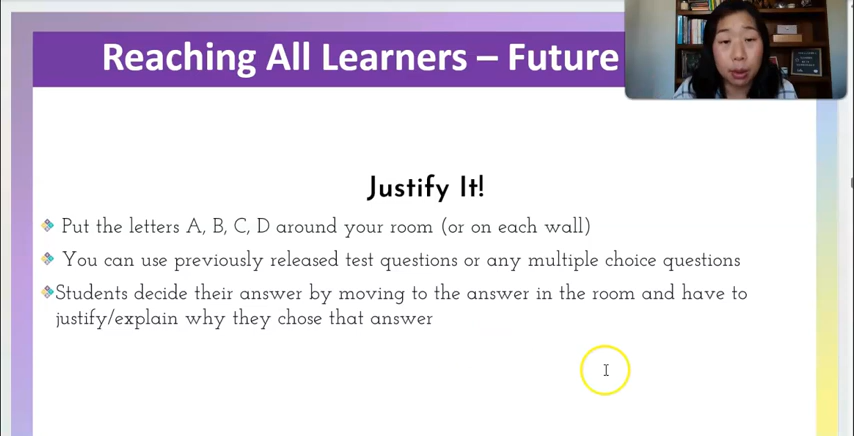 Reaching All Learners – Future
Justify It!
Put the letters A, B, C, D around your room (or on each wall)
You can use previously released test questions or any multiple choice questions
Students decide their answer by moving to the answer in the room and have to
justify/explain why they chose that answer